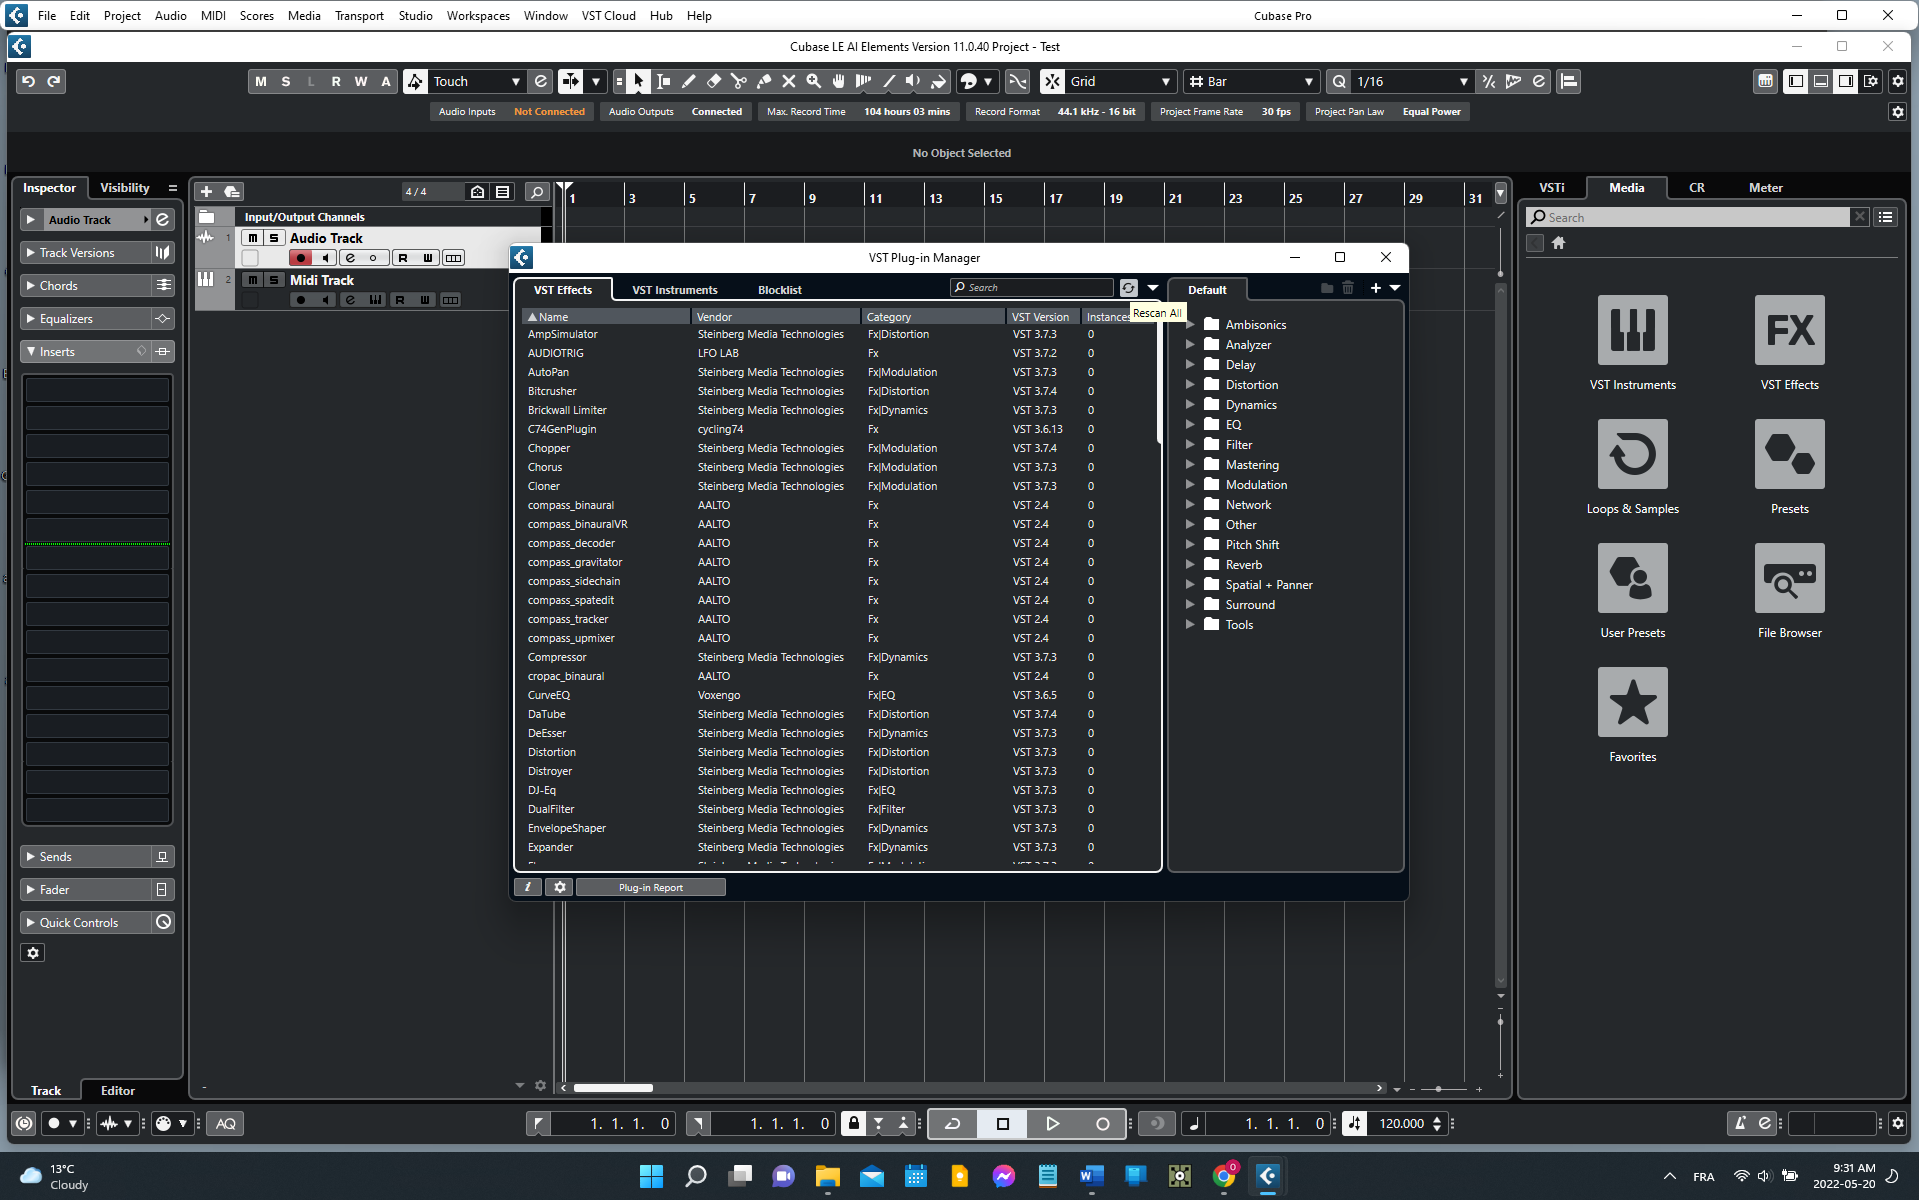 File Edit Project Audio MIDI Scores Media Transport Studio Workspaces Window VST Cloud Hub Help Cubase Pro
Cubase LE AI Elements Version 11.0.40 Project - Test
M S L R W A Touch Grid Bar Q 1/16
Audio Inputs Not Connected Audio Outputs Connected Max. Record Time 104 hours 03 mins Record Format 44.1 kHz - 16 bit Project Frame Rate 30 fps Project Pan Law Equal Power
No Object Selected
Inspector Visibility
Audio Track
Track Versions
Chords
Equalizers
Inserts
Sends
Fader
Quick Controls
Track Editor
4 / 4
1 3 5 7 9 11 13 15 17 19 21 23 25 27 29 31
Input/Output Channels
1 m S Audio Track
R W
2 m S Midi Track
R W
VST Plug-in Manager
VST Effects VST Instruments Blocklist Search Default
Rescan All
Name Vendor Category VST Version Instances
AmpSimulator Steinberg Media Technologies Fx|Distortion VST 3.7.3 0
AUDIOTRIG LFO LAB Fx VST 3.7.2 0
AutoPan Steinberg Media Technologies Fx|Modulation VST 3.7.3 0
Bitcrusher Steinberg Media Technologies Fx|Distortion VST 3.7.4 0
Brickwall Limiter Steinberg Media Technologies Fx|Dynamics VST 3.7.3 0
C74GenPlugin cycling74 Fx VST 3.6.13 0
Chopper Steinberg Media Technologies Fx|Modulation VST 3.7.4 0
Chorus Steinberg Media Technologies Fx|Modulation VST 3.7.3 0
Cloner Steinberg Media Technologies Fx|Modulation VST 3.7.3 0
compass_binaural AALTO Fx VST 2.4 0
compass_binauralVR AALTO Fx VST 2.4 0
compass_decoder AALTO Fx VST 2.4 0
compass_gravitator AALTO Fx VST 2.4 0
compass_sidechain AALTO Fx VST 2.4 0
compass_spatedit AALTO Fx VST 2.4 0
compass_tracker AALTO Fx VST 2.4 0
compass_upmixer AALTO Fx VST 2.4 0
Compressor Steinberg Media Technologies Fx|Dynamics VST 3.7.3 0
cropac_binaural AALTO Fx VST 2.4 0
CurveEQ Voxengo Fx|EQ VST 3.6.5 0
DaTube Steinberg Media Technologies Fx|Distortion VST 3.7.4 0
DeEsser Steinberg Media Technologies Fx|Dynamics VST 3.7.3 0
Distortion Steinberg Media Technologies Fx|Distortion VST 3.7.3 0
Distroyer Steinberg Media Technologies Fx|Distortion VST 3.7.3 0
DJ-Eq Steinberg Media Technologies Fx|EQ VST 3.7.3 0
DualFilter Steinberg Media Technologies Fx|Filter VST 3.7.3 0
EnvelopeShaper Steinberg Media Technologies Fx|Dynamics VST 3.7.3 0
Expander Steinberg Media Technologies Fx|Dynamics VST 3.7.3 0
Plug-in Report
Ambisonics
Analyzer
Delay
Distortion
Dynamics
EQ
Filter
Mastering
Modulation
Network
Other
Pitch Shift
Reverb
Spatial + Panner
Surround
Tools
VSTi Media CR Meter
Search
FX
VST Instruments VST Effects
Loops & Samples Presets
User Presets File Browser
Favorites
AQ 1. 1. 1. 0 1. 1. 1. 0 1. 1. 1. 0 120.000
13°C
Cloudy
0
FRA
9:31 AM
2022-05-20